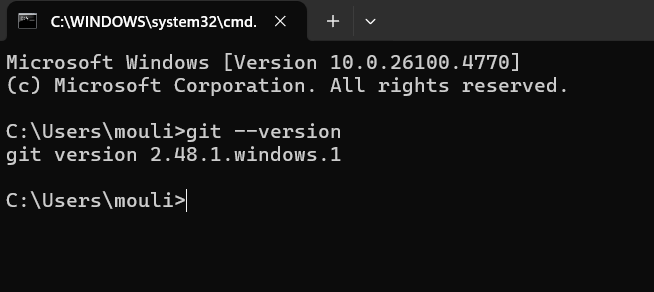 C:\WINDOWS\system32\cmd.
Microsoft Windows [Version 10.0.26100.4770]
(c) Microsoft Corporation. All rights reserved.
C:\Users\mouli>git --version
git version 2.48.1.windows.1
C:\Users\mouli>